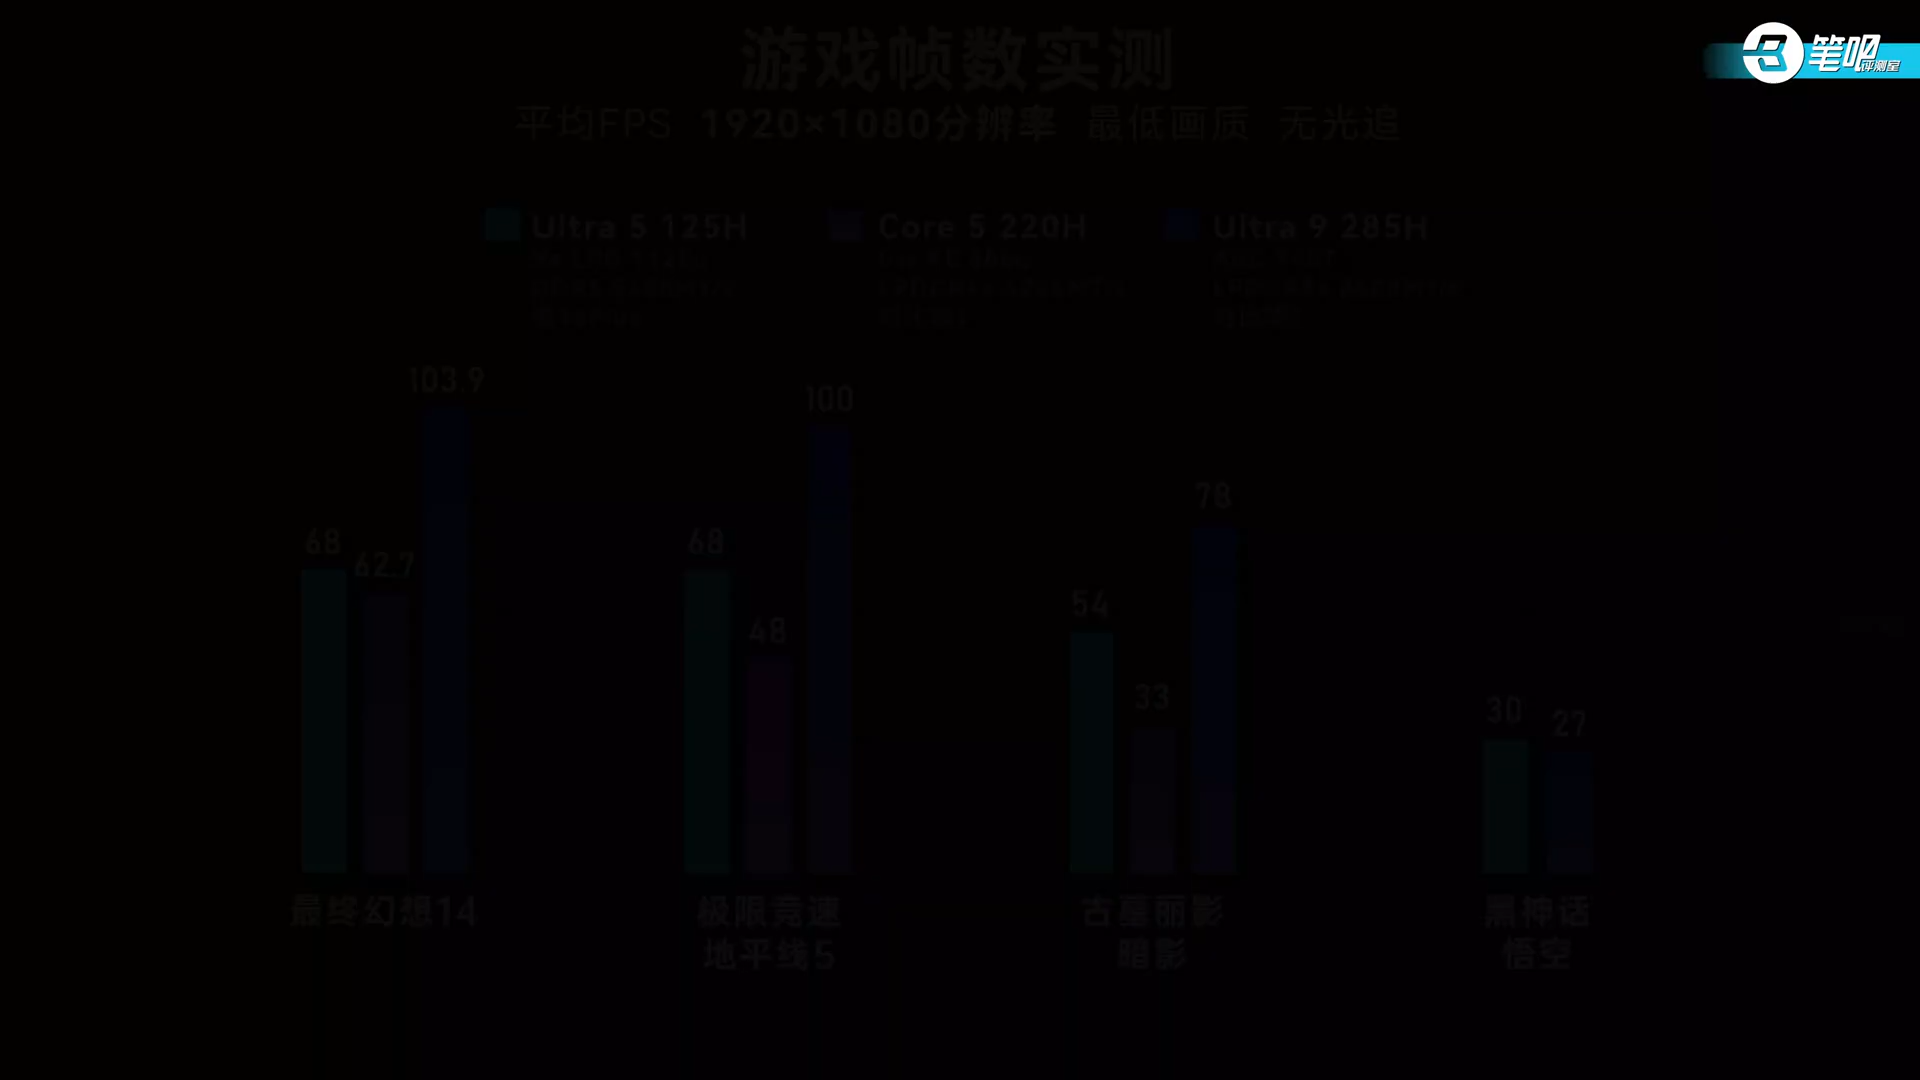 笔吧
评测室
游戏帧数实测
平均FPS 1920×1080分辨率 最低画质 无光追
Ultra 5 125H
Core 5 220H
Ultra 9 285H
103.9
100
78
68
62.7
68
48
54
33
30
27
最终幻想14
极限竞速
地平线5
古墓丽影
暗影
黑神话
悟空